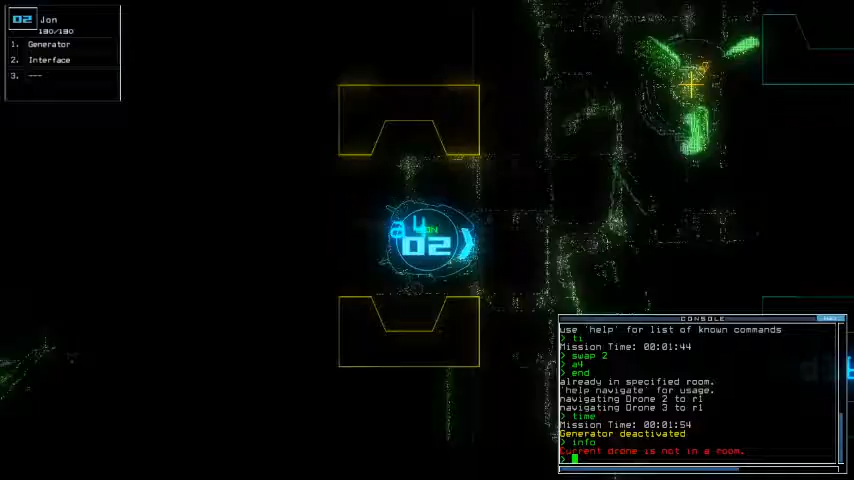 02 Jon
180/180
1. Generator
2. Interface
3. ---
a4
JON
02
CONSOLE
use 'help' for list of known commands
> ti
Mission Time: 00:01:44
> swap 2
> a4
> end
already in specified room.
'help navigate' for usage.
navigating Drone 2 to r1
navigating Drone 3 to r1
> time
Mission Time: 00:01:54
Generator deactivated
> info
Current drone is not in a room.
>